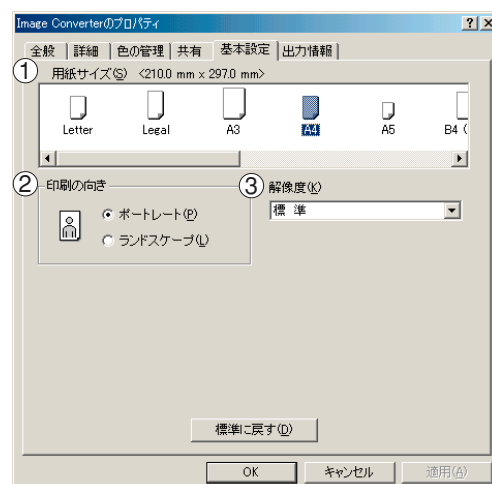 Image Converterのプロパティ
全般 詳細 色の管理 共有 基本設定 出力情報
① 用紙サイズ(S) <210.0 mm x 297.0 mm>
Letter Legal A3 A4 A5 B4 (
② 印刷の向き ③ 解像度(K)
ポートレート(P) 標 準
ランドスケープ(L)
標準に戻す(D)
OK キャンセル 適用(A)